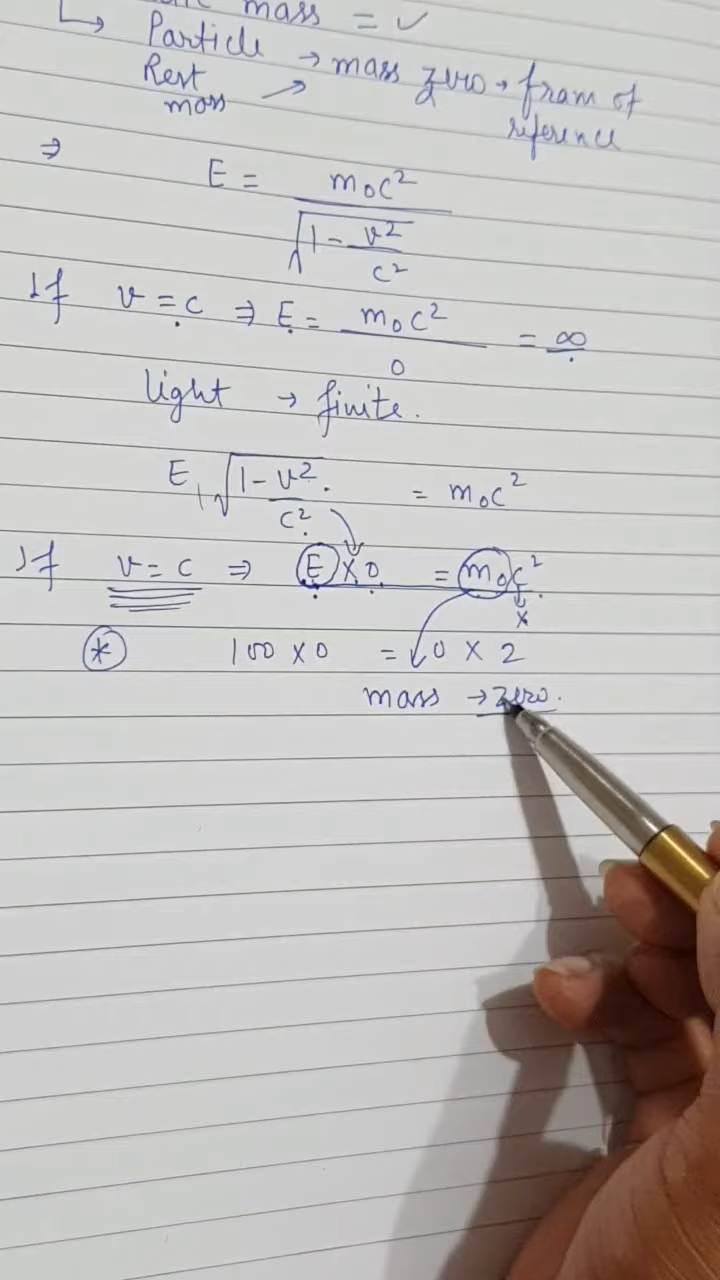 mass = ✓
↳ Particle → mass zero → fram of
Rest
mass →
reference
⇒ E = m₀c² / √(1 - v²/c²)
If v = c ⇒ E = m₀c² / 0 = ∞
light → finite.
E √(1 - v²/c²) = m₀c²
If v = c ⇒ E × 0 = m₀c²
x
* 100 × 0 = 0 × 2
mass → zero.